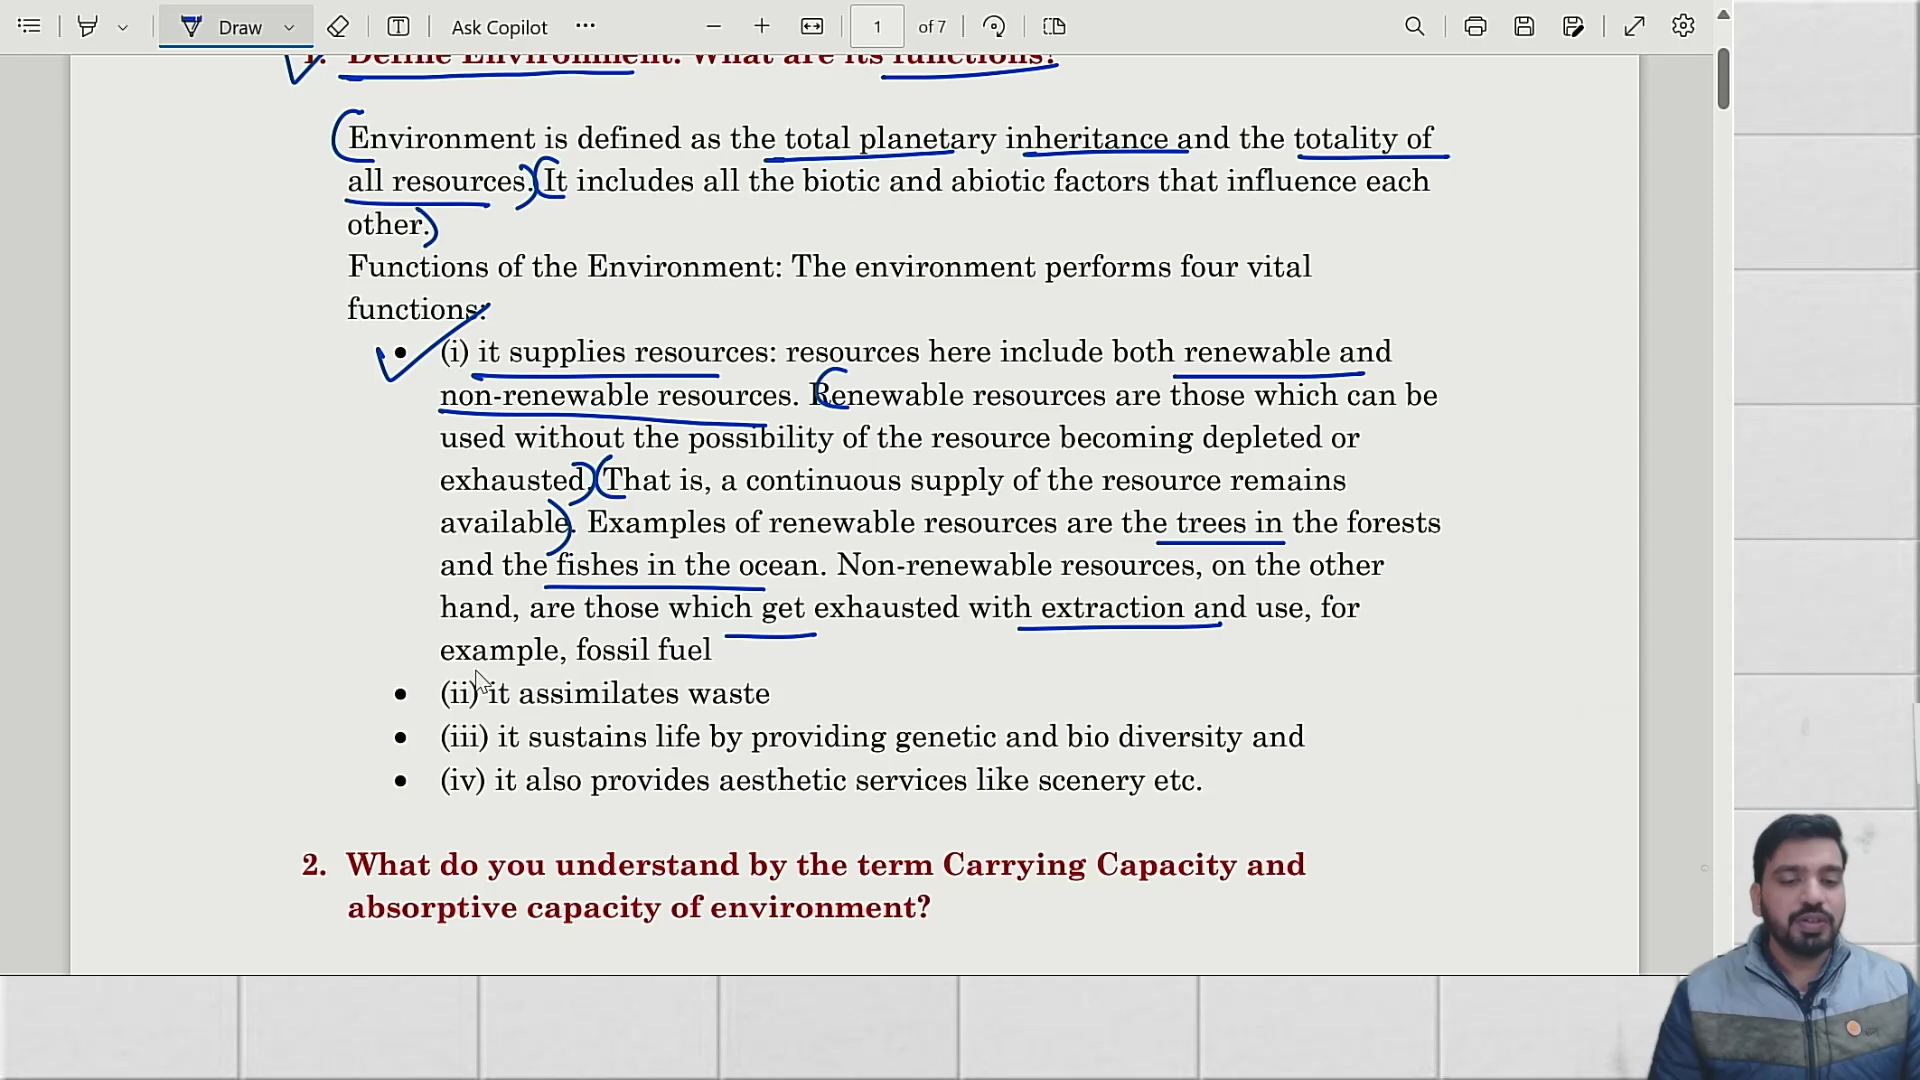 Draw
Ask Copilot
1 of 7
1. Define Environment. What are its functions?
Environment is defined as the total planetary inheritance and the totality of
all resources. It includes all the biotic and abiotic factors that influence each
other.
Functions of the Environment: The environment performs four vital
functions:
• (i) it supplies resources: resources here include both renewable and
non-renewable resources. Renewable resources are those which can be
used without the possibility of the resource becoming depleted or
exhausted. That is, a continuous supply of the resource remains
available. Examples of renewable resources are the trees in the forests
and the fishes in the ocean. Non-renewable resources, on the other
hand, are those which get exhausted with extraction and use, for
example, fossil fuel
• (ii) it assimilates waste
• (iii) it sustains life by providing genetic and bio diversity and
• (iv) it also provides aesthetic services like scenery etc.
2. What do you understand by the term Carrying Capacity and
absorptive capacity of environment?